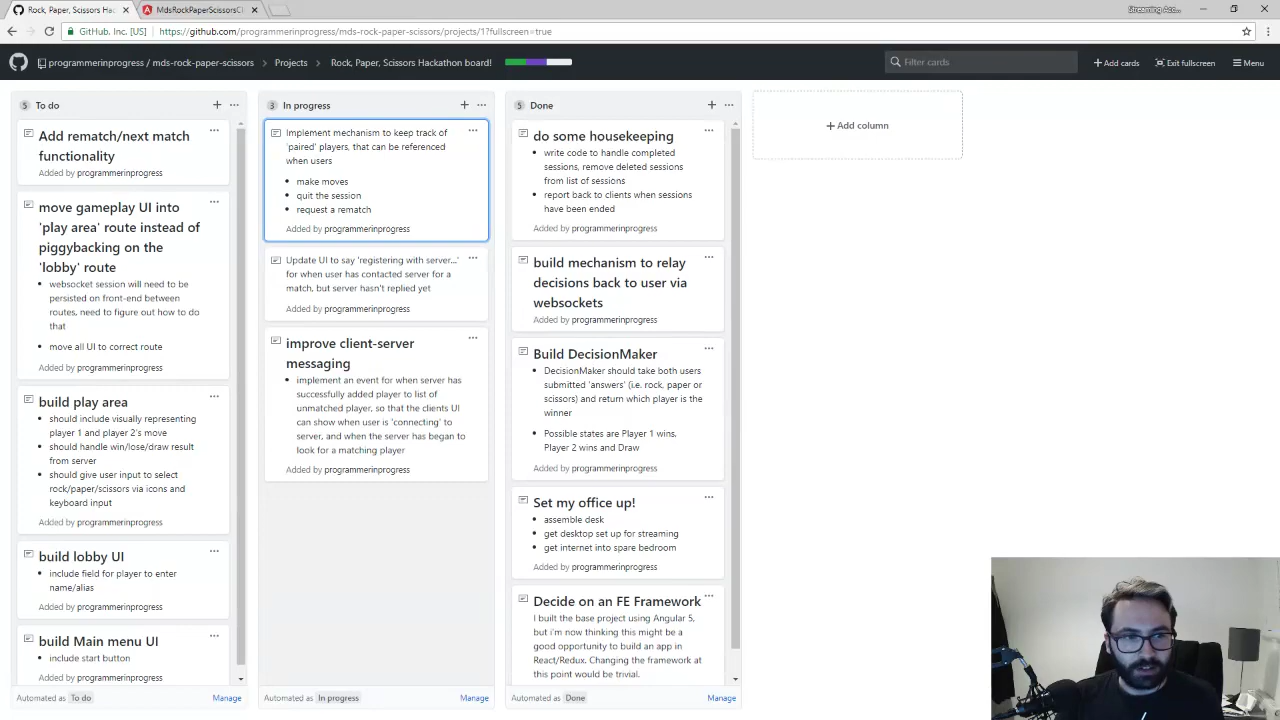 Rock, Paper, Scissors Hac
MdsRockPaperScissorsCl
Streaming Acc...
GitHub, Inc. [US]
https://github.com/programmerinprogress/mds-rock-paper-scissors/projects/1?fullscreen=true
programmerinprogress / mds-rock-paper-scissors
Projects
Rock, Paper, Scissors Hackathon board!
Filter cards
Add cards
Exit fullscreen
Menu
5 To do
Add rematch/next match
functionality
Added by programmerinprogress
move gameplay UI into
'play area' route instead of
piggybacking on the
'lobby' route
websocket session will need to be
persisted on front-end between
routes, need to figure out how to do
that
move all UI to correct route
Added by programmerinprogress
build play area
should include visually representing
player 1 and player 2's move
should handle win/lose/draw result
from server
should give user input to select
rock/paper/scissors via icons and
keyboard input
Added by programmerinprogress
build lobby UI
include field for player to enter
name/alias
Added by programmerinprogress
build Main menu UI
include start button
Added by programmerinprogress
Automated as To do
Manage
3 In progress
Implement mechanism to keep track of
'paired' players, that can be referenced
when users
make moves
quit the session
request a rematch
Added by programmerinprogress
Update UI to say 'registering with server...'
for when user has contacted server for a
match, but server hasn't replied yet
Added by programmerinprogress
improve client-server
messaging
implement an event for when server has
successfully added player to list of
unmatched player, so that the clients UI
can show when user is 'connecting' to
server, and when the server has began to
look for a matching player
Added by programmerinprogress
Automated as In progress
Manage
5 Done
do some housekeeping
write code to handle completed
sessions, remove deleted sessions
from list of sessions
report back to clients when sessions
have been ended
Added by programmerinprogress
build mechanism to relay
decisions back to user via
websockets
Added by programmerinprogress
Build DecisionMaker
DecisionMaker should take both users
submitted 'answers' (i.e. rock, paper or
scissors) and return which player is the
winner
Possible states are Player 1 wins,
Player 2 wins and Draw
Added by programmerinprogress
Set my office up!
assemble desk
get desktop set up for streaming
get internet into spare bedroom
Added by programmerinprogress
Decide on an FE Framework
I built the base project using Angular 5,
but i'm now thinking this might be a
good opportunity to build an app in
React/Redux. Changing the framework at
this point would be trivial.
Automated as Done
Manage
Add column